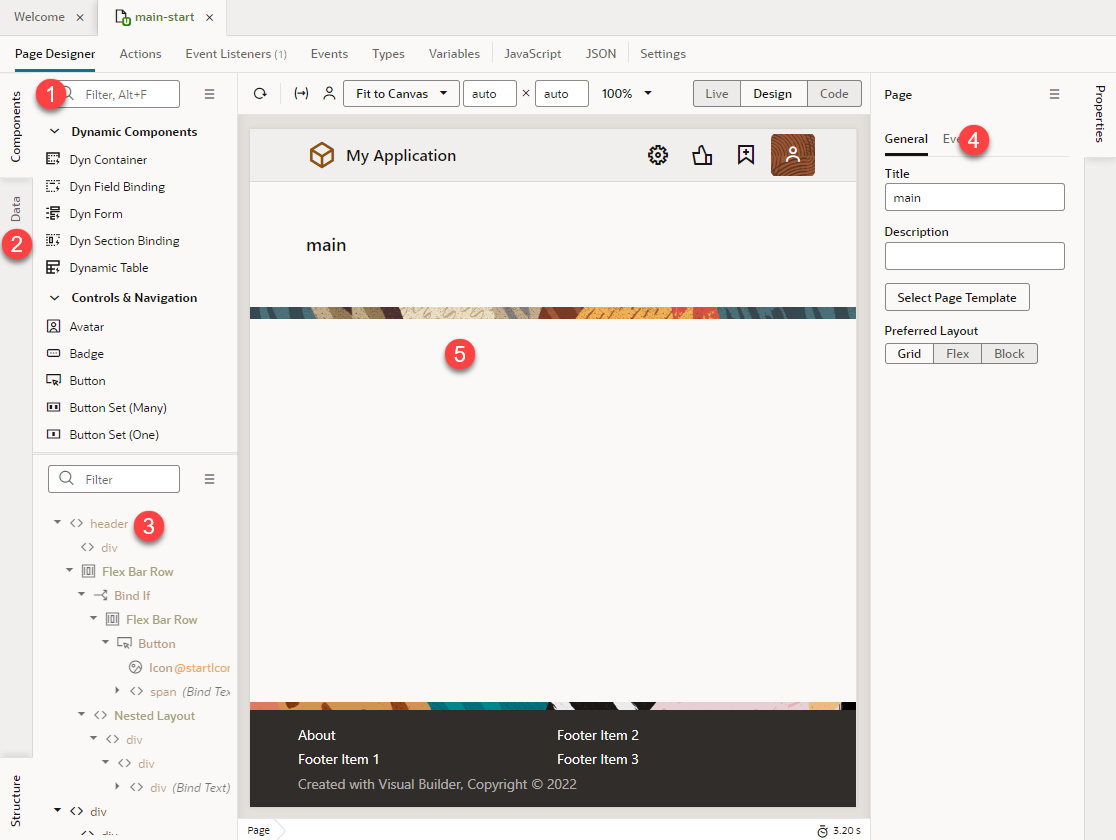 Welcome × main-start ×
Page Designer Actions Event Listeners (1) Events Types Variables JavaScript JSON Settings
Components
Data
Structure
1
Filter, Alt+F
Dynamic Components
Dyn Container
Dyn Field Binding
Dyn Form
2
Dyn Section Binding
Dynamic Table
Controls & Navigation
Avatar
Badge
Button
Button Set (Many)
Button Set (One)
Filter
header
3
div
Flex Bar Row
Bind If
Flex Bar Row
Button
Icon @startIcon
span (Bind Tex
Nested Layout
div
div
div (Bind Text)
div
div
Fit to Canvas auto × auto 100% Live Design Code
My Application
main
5
About Footer Item 2
Footer Item 1 Footer Item 3
Created with Visual Builder, Copyright © 2022
Page 3.20 s
Page
General Eve
4
Title
main
Description
Select Page Template
Preferred Layout
Grid Flex Block
Properties